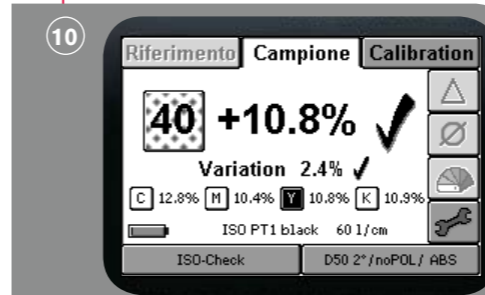 10
Riferimento Campione Calibration
40 +10.8% ✓
Variation 2.4% ✓
C 12.8% M 10.4% Y 10.8% K 10.9%
ISO PT1 black 60 l/cm
ISO-Check D50 2°/noPOL/ ABS